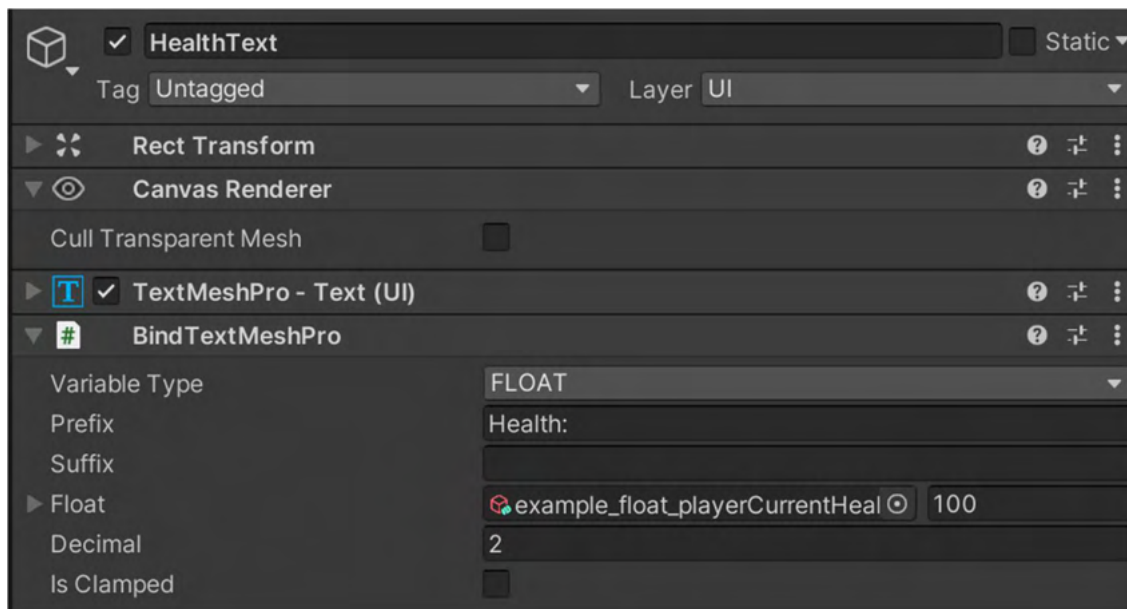 HealthText Static
Tag Untagged Layer UI
Rect Transform
Canvas Renderer
Cull Transparent Mesh
T TextMeshPro - Text (UI)
# BindTextMeshPro
Variable Type FLOAT
Prefix Health:
Suffix
Float example_float_playerCurrentHeal 100
Decimal 2
Is Clamped